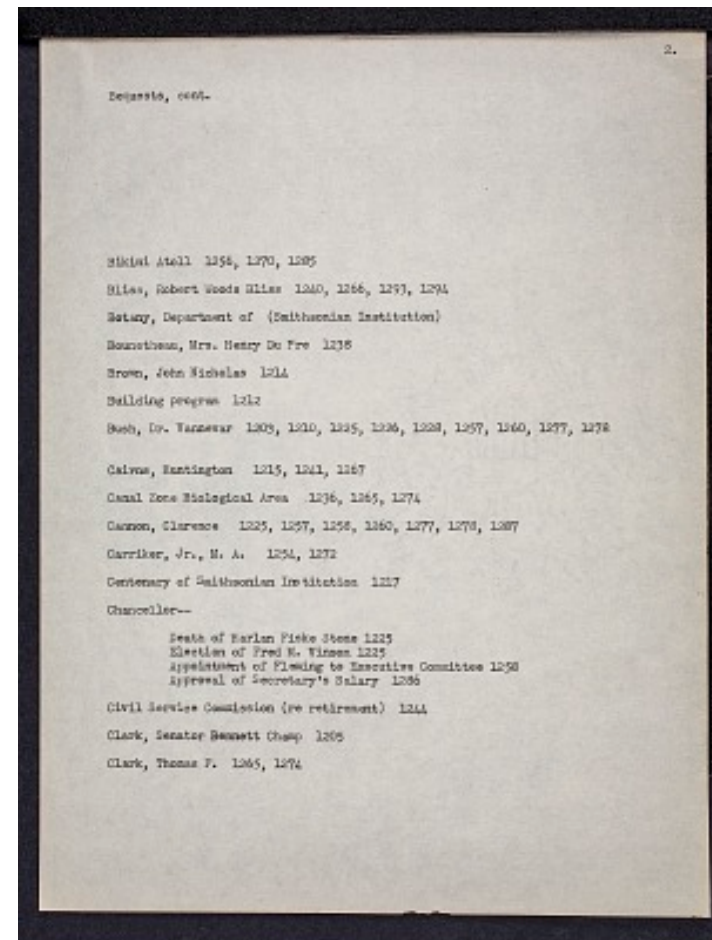 2.
Bequests, cont.
Bikini Atoll 1256, 1270, 1285
Bliss, Robert Woods Bliss 1240, 1266, 1293, 1294
Botany, Department of (Smithsonian Institution)
Mrs. Henry Du Pre 1238
Brown, John Nicholas 1214
Building program 1212
Bush, Dr. Vannevar 1203, 1210, 1225, 1226, 1228, 1257, 1260, 1277, 1278
Cairns, Huntington 1215, 1241, 1267
Canal Zone Biological Area 1236, 1265, 1274
Cannon, Clarence 1225, 1257, 1258, 1260, 1277, 1278, 1287
Carriker, Jr., M. A. 1254, 1272
Centenary of Smithsonian Institution 1217
Chancellor--
Death of Harlan Fiske Stone 1225
Election of Fred M. Vinson 1225
Appointment of Fleming to Executive Committee 1258
Approval of Secretary's Salary 1286
Civil Service Commission (re retirement) 1244
Clark, Senator Bennett Champ 1205
Clark, Thomas F. 1265, 1274